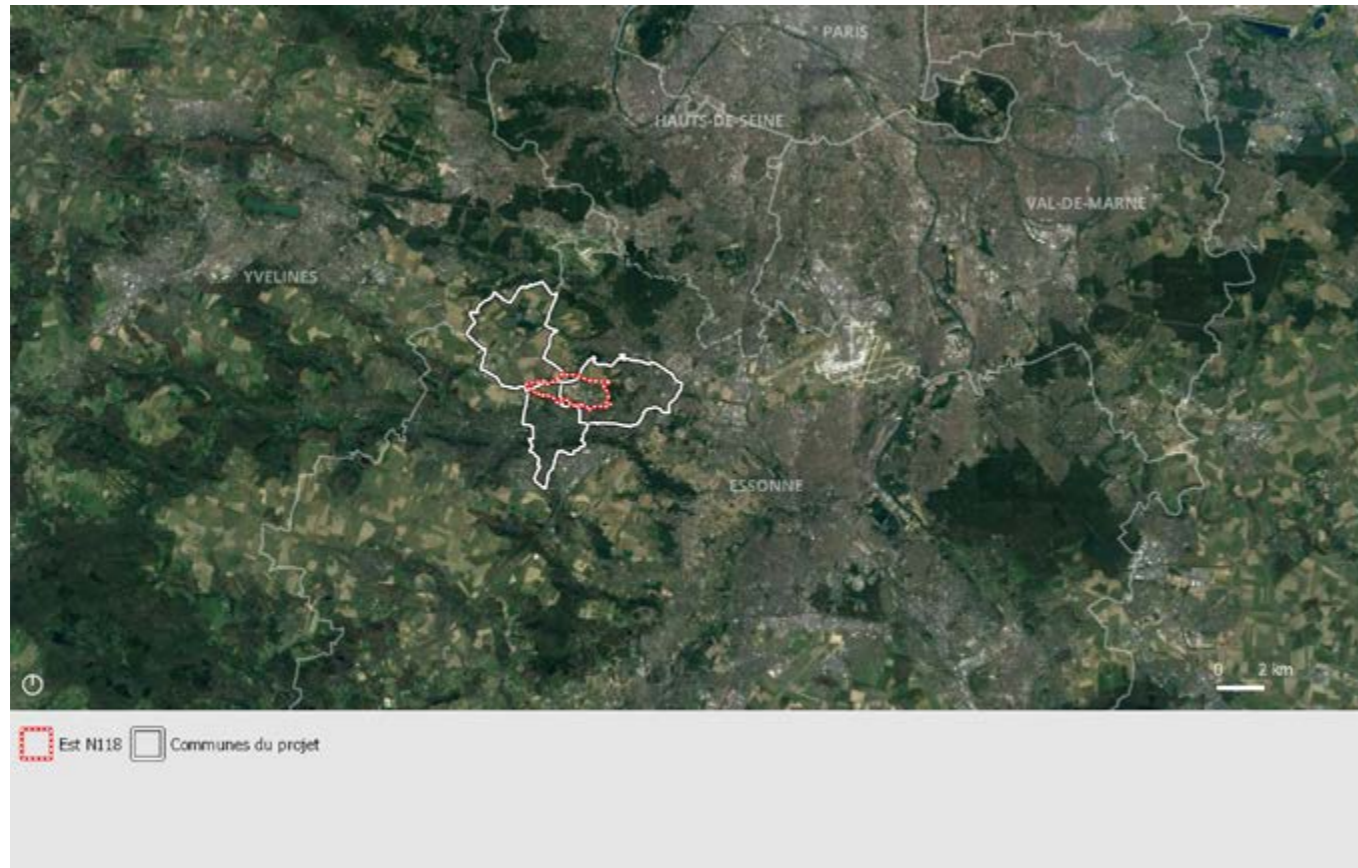 PARIS
HAUTS-DE-SEINE
VAL-DE-MARNE
YVELINES
ESSONNE
0 2 km
Est N118 Communes du projet